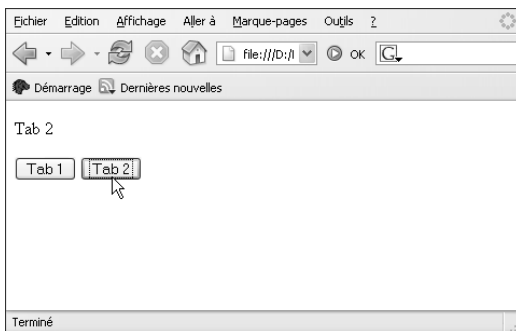 Fichier Edition Affichage Aller à Marque-pages Outils ?
file:///D:/I OK G
Démarrage Dernières nouvelles
Tab 2
Tab 1 Tab 2
Terminé